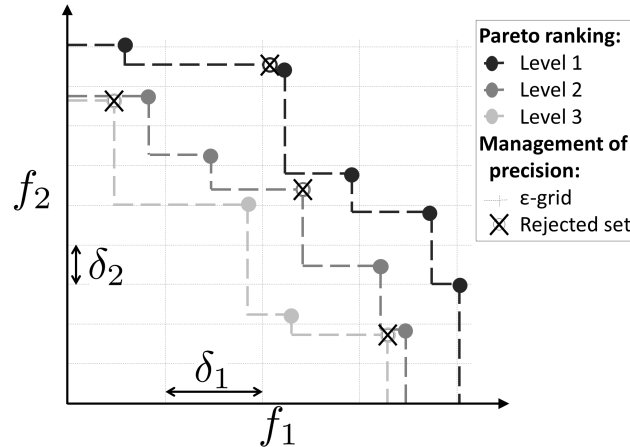 Pareto ranking:
Level 1
Level 2
Level 3
Management of
precision:
ε-grid
Rejected set
f₂
δ₂
δ₁
f₁